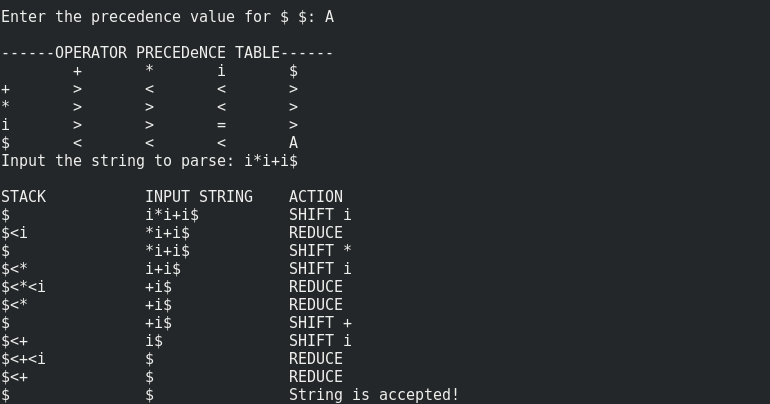 Enter the precedence value for $ $: A
------OPERATOR PRECEDeNCE TABLE------
+ * i $
+ > < < >
* > > < >
i > > = >
$ < < < A
Input the string to parse: i*i+i$
STACK INPUT STRING ACTION
$ i*i+i$ SHIFT i
$<i *i+i$ REDUCE
$ *i+i$ SHIFT *
$<* i+i$ SHIFT i
$<*<i +i$ REDUCE
$<* +i$ REDUCE
$ +i$ SHIFT +
$<+ i$ SHIFT i
$<+<i $ REDUCE
$<+ $ REDUCE
$ $ String is accepted!